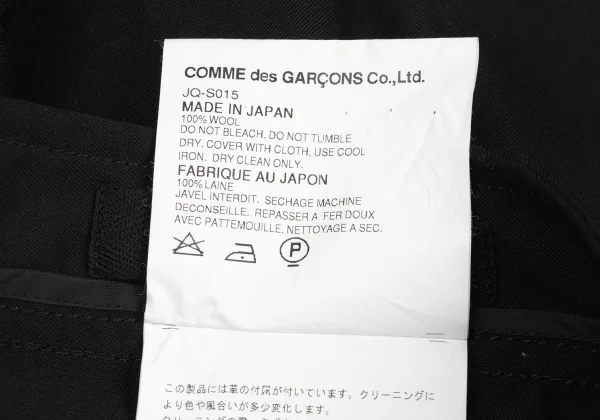 COMME des GARÇONS Co.,Ltd.
JQ-S015
MADE IN JAPAN
100% WOOL
DO NOT BLEACH. DO NOT TUMBLE
DRY. COVER WITH CLOTH, USE COOL
IRON. DRY CLEAN ONLY.
FABRIQUE AU JAPON
100% LAINE
JAVEL INTERDIT. SECHAGE MACHINE
DECONSEILLE. REPASSER A FER DOUX
AVEC PATTEMOUILLE. NETTOYAGE A SEC.
P
この製品には革の付属が付いています。クリーニングに
より色や風合いが多少変化します。